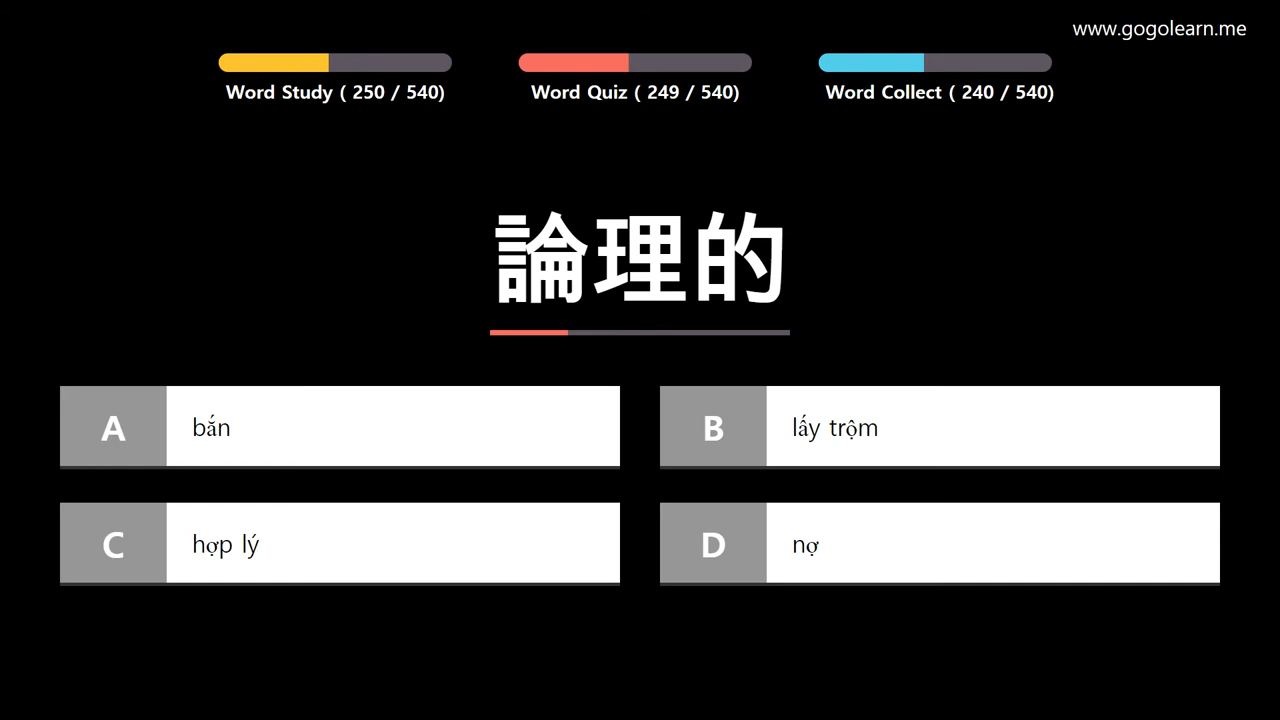 www.gogolearn.me
Word Study ( 250 / 540)
Word Quiz ( 249 / 540)
Word Collect ( 240 / 540)
論理的
A bắn
B lấy trộm
C hợp lý
D nợ